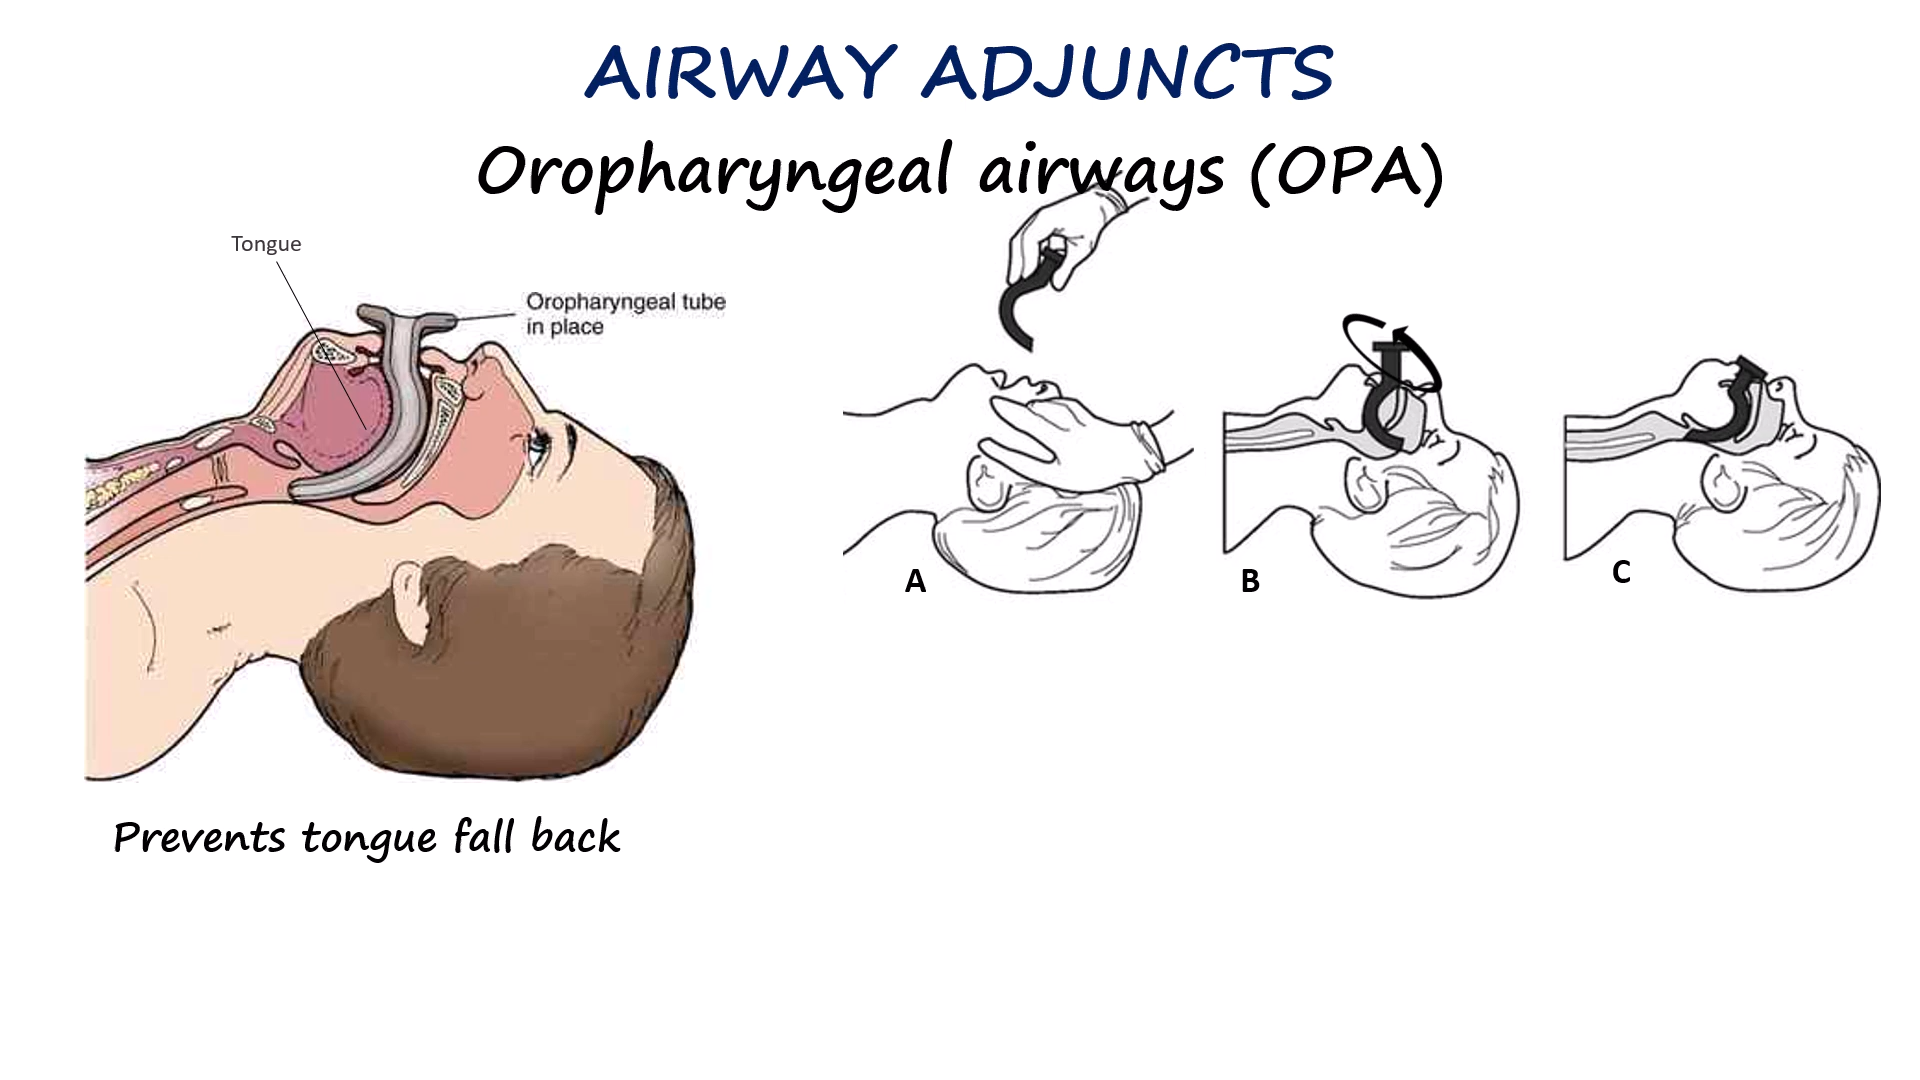 AIRWAY ADJUNCTS
Oropharyngeal airways (OPA)
Tongue
Oropharyngeal tube
in place
A
B
C
Prevents tongue fall back